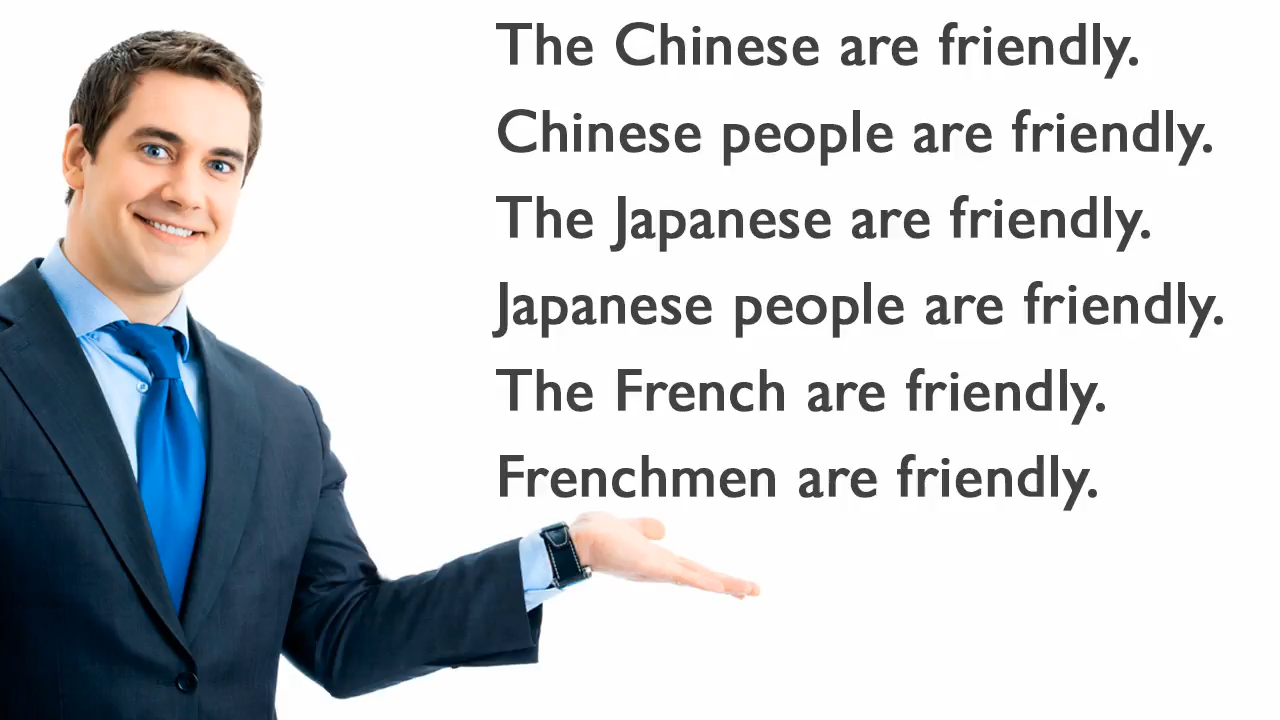 The Chinese are friendly.
Chinese people are friendly.
The Japanese are friendly.
Japanese people are friendly.
The French are friendly.
Frenchmen are friendly.